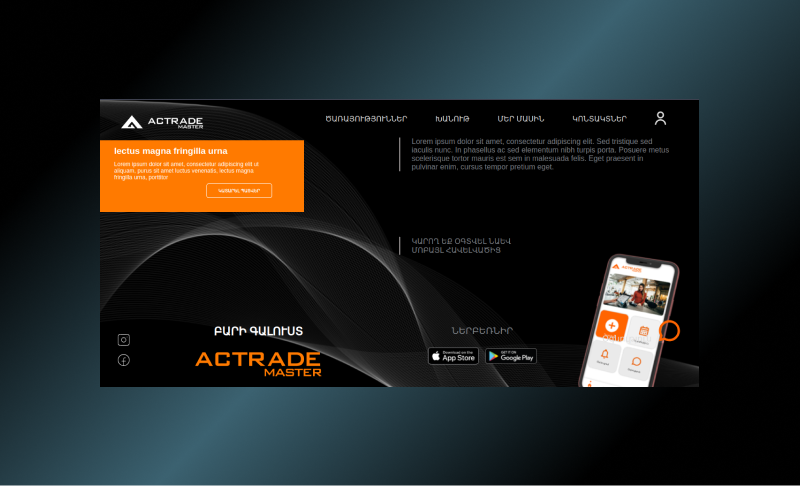 ACTRADE
MASTER
ԾԱՌԱՅՈՒԹՅՈՒՆՆԵՐ
ԽԱՆՈՒԹ
ՄԵՐ ՄԱՍԻՆ
ԿՈՆՏԱԿՏՆԵՐ
lectus magna fringilla urna
Lorem ipsum dolor sit amet, consectetur adipiscing elit ut
aliquam, purus sit amet luctus venenatis, lectus magna
fringilla urna, porttitor
ԿԱՏԱՐԵԼ ՊԱՏՎԵՐ
Lorem ipsum dolor sit amet, consectetur adipiscing elit. Sed tristique sed
iaculis nunc. In phasellus ac sed elementum nibh turpis porta. Posuere metus
scelerisque tortor mauris est sem in malesuada felis. Eget praesent in
pulvinar enim, cursus tempor pretium eget.
ԿԱՐՈՂ ԵՔ ՕԳՏՎԵԼ ՆԱԵՎ
ՄՈԲԱՅԼ ՀԱՎԵԼՎԱԾԻՑ
ԲԱՐԻ ԳԱԼՈՒՍՏ
ACTRADE
MASTER
ՆԵՐԲԵՌՆԻՐ
Download on the
App Store
GET IT ON
Google Play